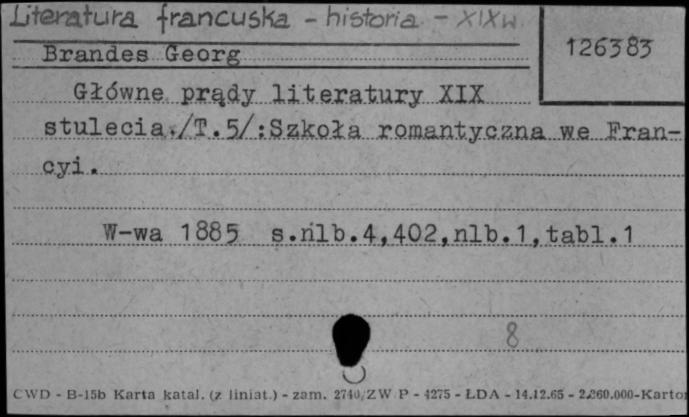 Literatura francuska - historia - XIX w
126383
Brandes Georg
Główne prądy literatury XIX
stulecia./T.5/:Szkoła romantyczna we Fran-
cyi.
W-wa 1885 s.nlb.4,402,nlb.1,tabl.1
8
CWD - B-15b Karta katal. (z liniat.) - zam. 2740/ZW P - 4275 - LDA - 14.12.65 - 2.260.000-Karto